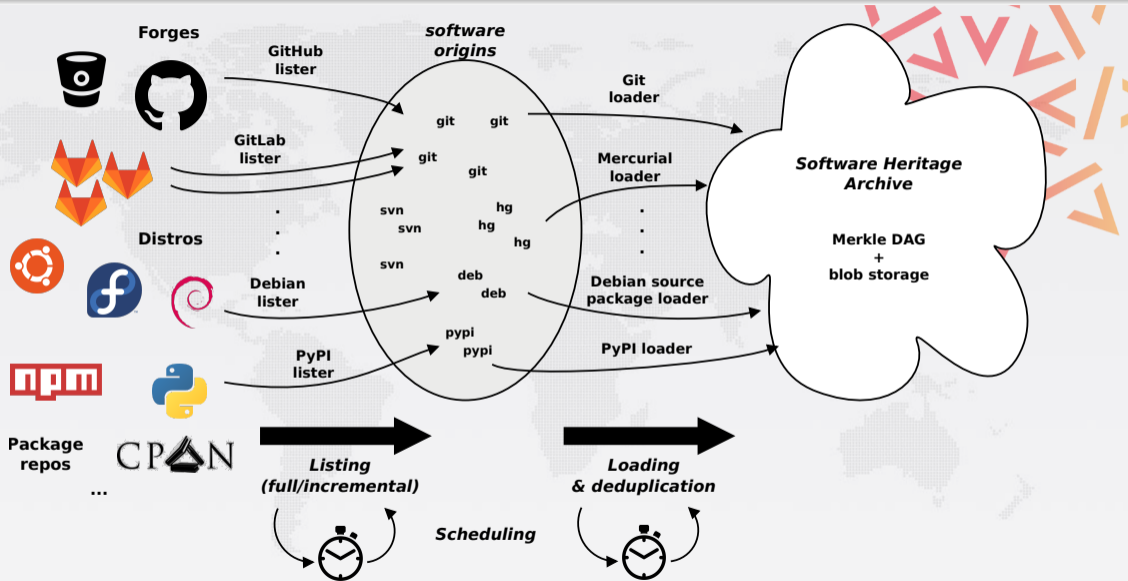 Forges
GitHub
lister
GitLab
lister
.
.
.
Distros
Debian
lister
PyPI
lister
npm
Package
repos
CPAN
...
software
origins
git git
git
git
svn
svn
svn
hg
hg
hg
deb
deb
pypi
pypi
Git
loader
Mercurial
loader
.
.
.
Debian source
package loader
PyPI loader
Software Heritage
Archive
Merkle DAG
+
blob storage
Listing
(full/incremental)
Loading
& deduplication
Scheduling